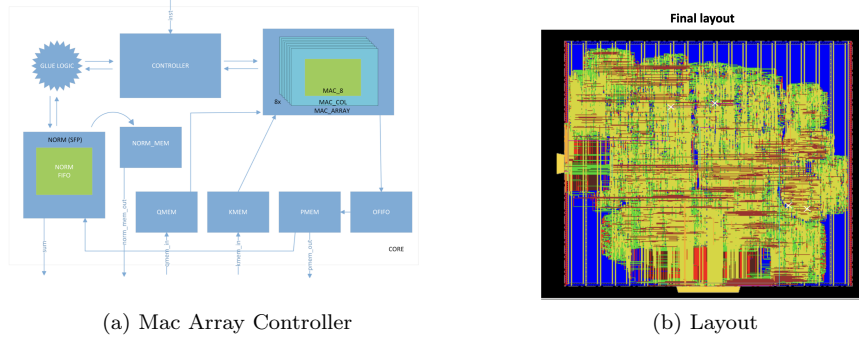 inst
GLUE LOGIC
CONTROLLER
MAC_8
8x
MAC_COL
MAC_ARRAY
NORM (SFP)
NORM
FIFO
NORM_MEM
QMEM
KMEM
PMEM
OFIFO
sum
norm_mem_out
qmem_in
kmem_in
pmem_out
CORE
(a) Mac Array Controller
Final layout
(b) Layout